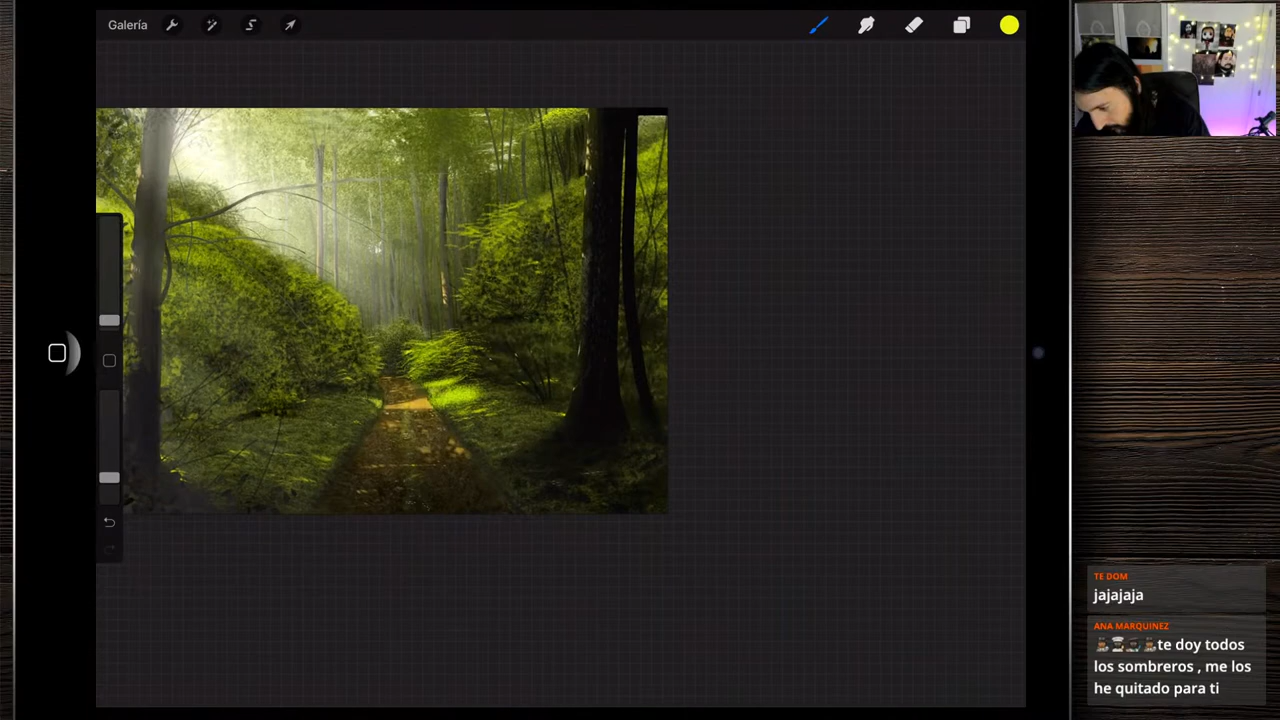 Galería
TE DOM
jajajaja
ANA MARQUINEZ
te doy todos
los sombreros , me los
he quitado para ti